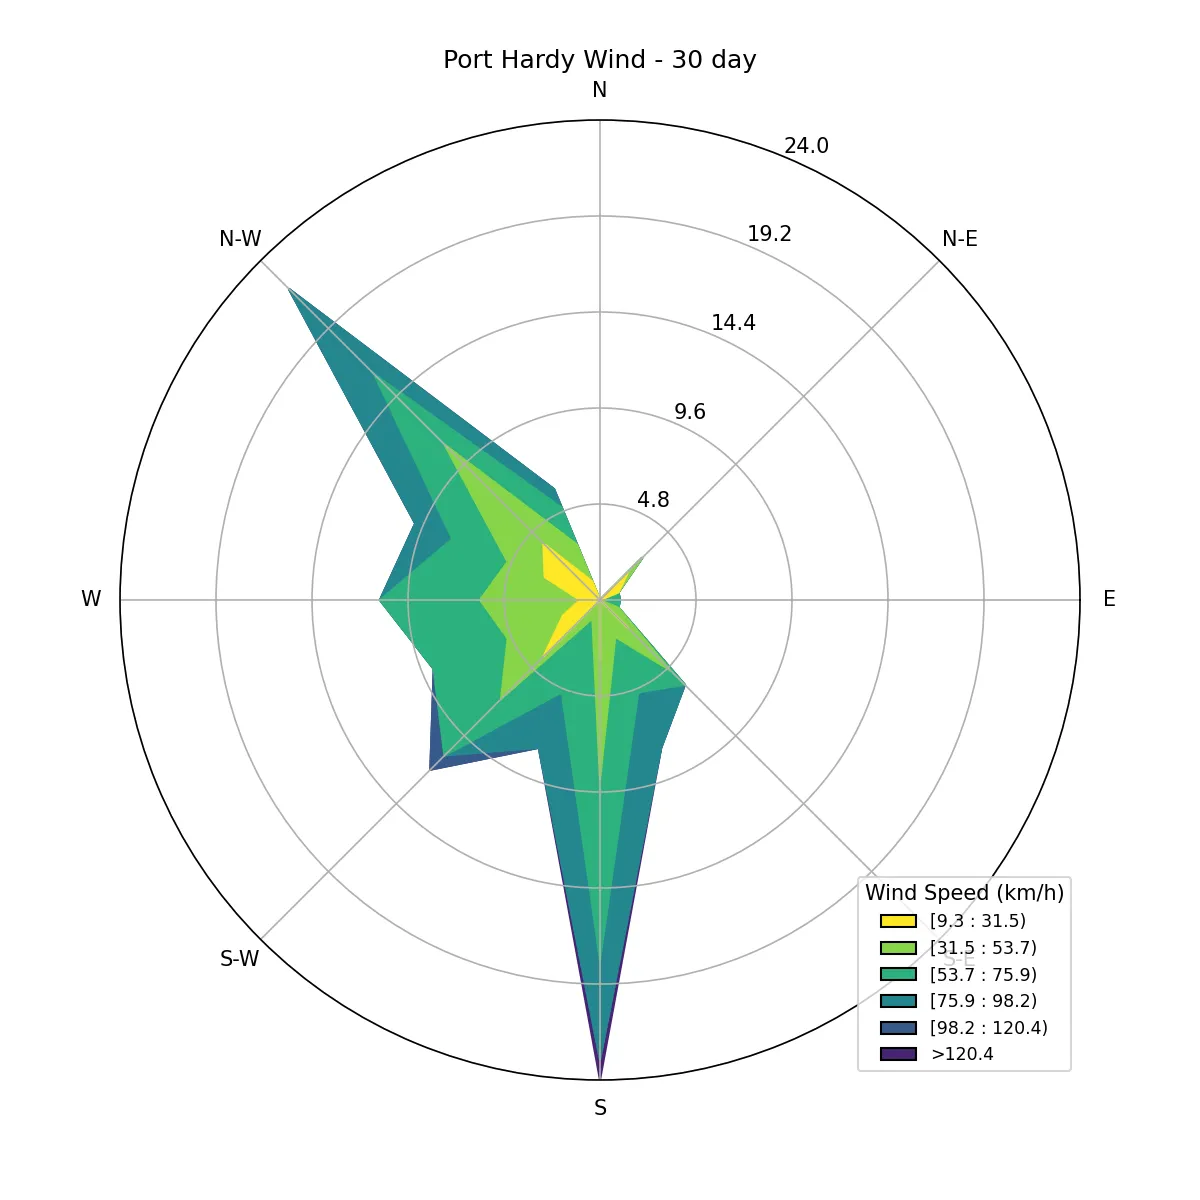 Port Hardy Wind - 30 day
N
24.0
N-W
19.2
N-E
14.4
9.6
4.8
W
E
Wind Speed (km/h)
[9.3 : 31.5)
[31.5 : 53.7)
S-W
S-E
[53.7 : 75.9)
[75.9 : 98.2)
[98.2 : 120.4)
>120.4
S